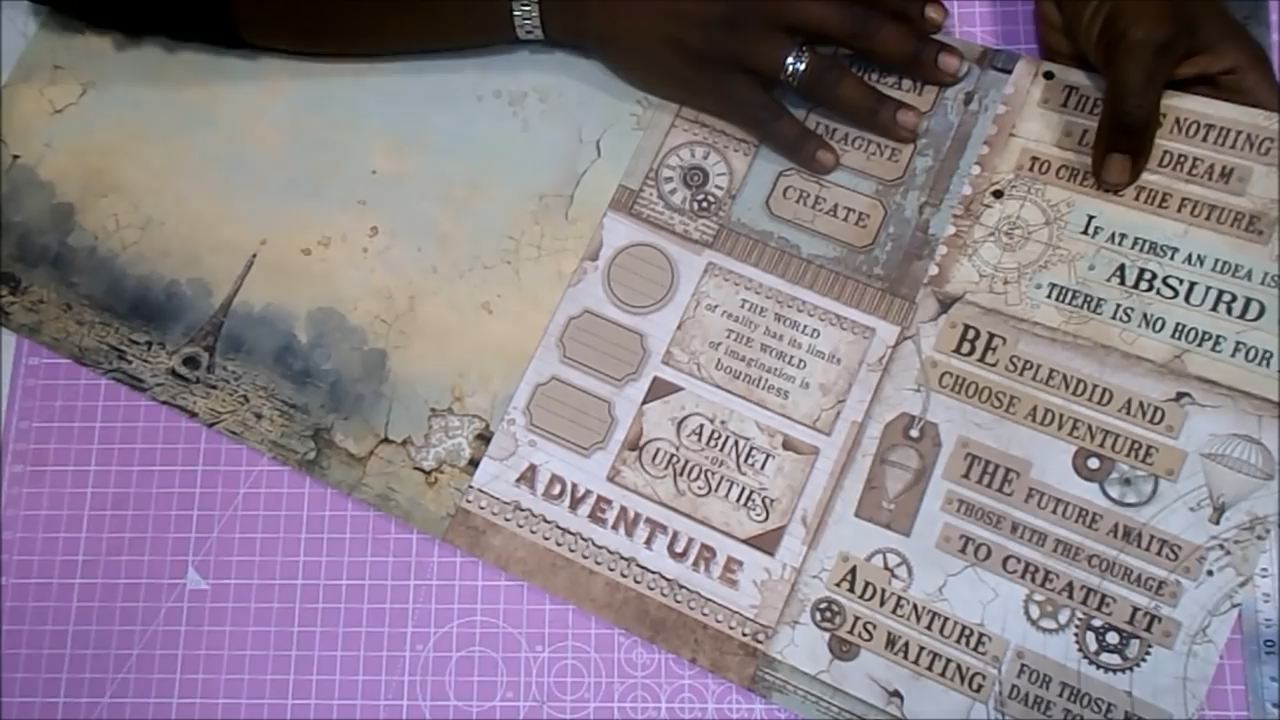 DREAM
IMAGINE
CREATE
THE WORLD
of reality has its limits
THE WORLD
of imagination is
boundless
CABINET
OF
CURIOSITIES
ADVENTURE
NOTHING
DREAM
TO CREATE THE FUTURE.
IF AT FIRST AN IDEA IS
ABSURD
THERE IS NO HOPE FOR
BE SPLENDID AND
CHOOSE ADVENTURE
THE FUTURE AWAITS
THOSE WITH THE COURAGE
TO CREATE IT
ADVENTURE
IS WAITING
FOR THOSE
DARE TO